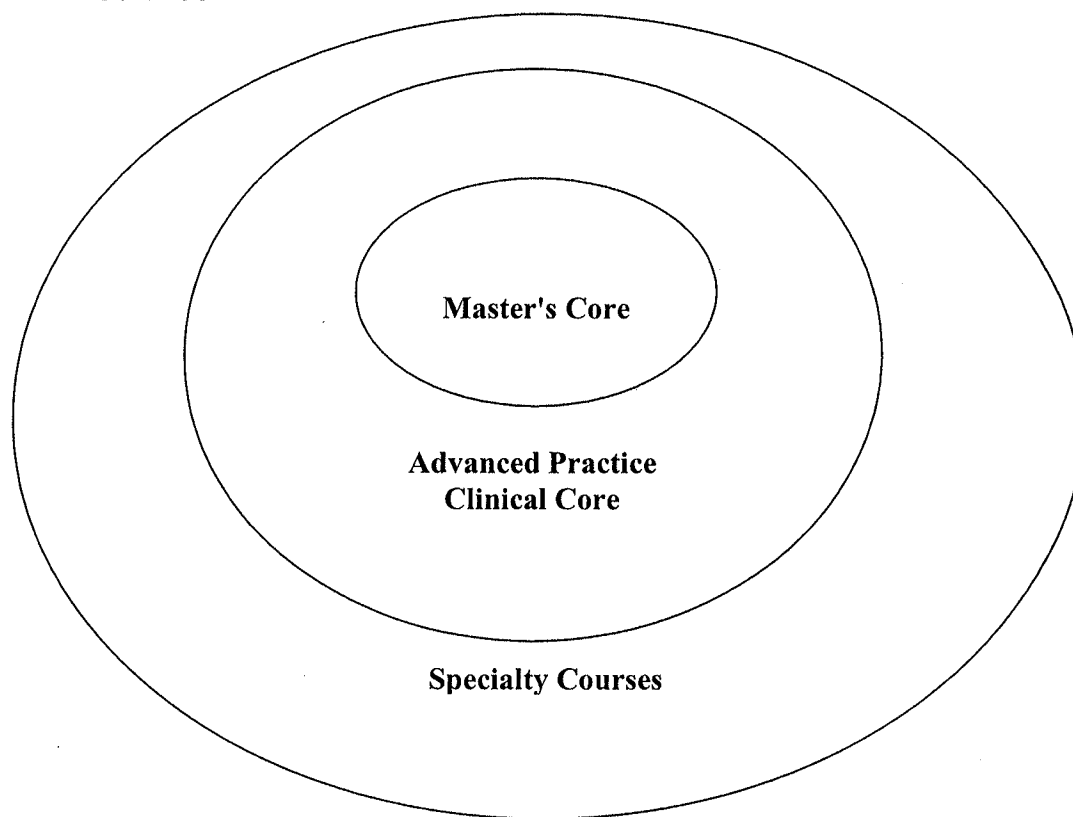 Master's Core
Advanced Practice
Clinical Core
Specialty Courses